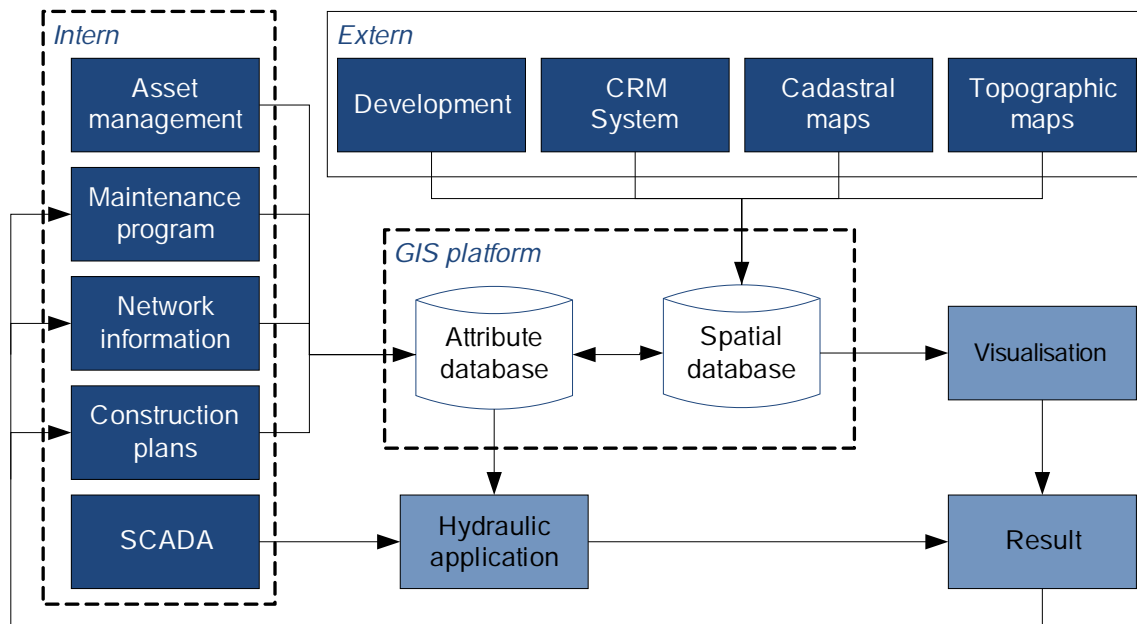 Intern
Asset
management
Maintenance
program
Network
information
Construction
plans
SCADA
Extern
Development
CRM
System
Cadastral
maps
Topographic
maps
GIS platform
Attribute
database
Spatial
database
Visualisation
Hydraulic
application
Result